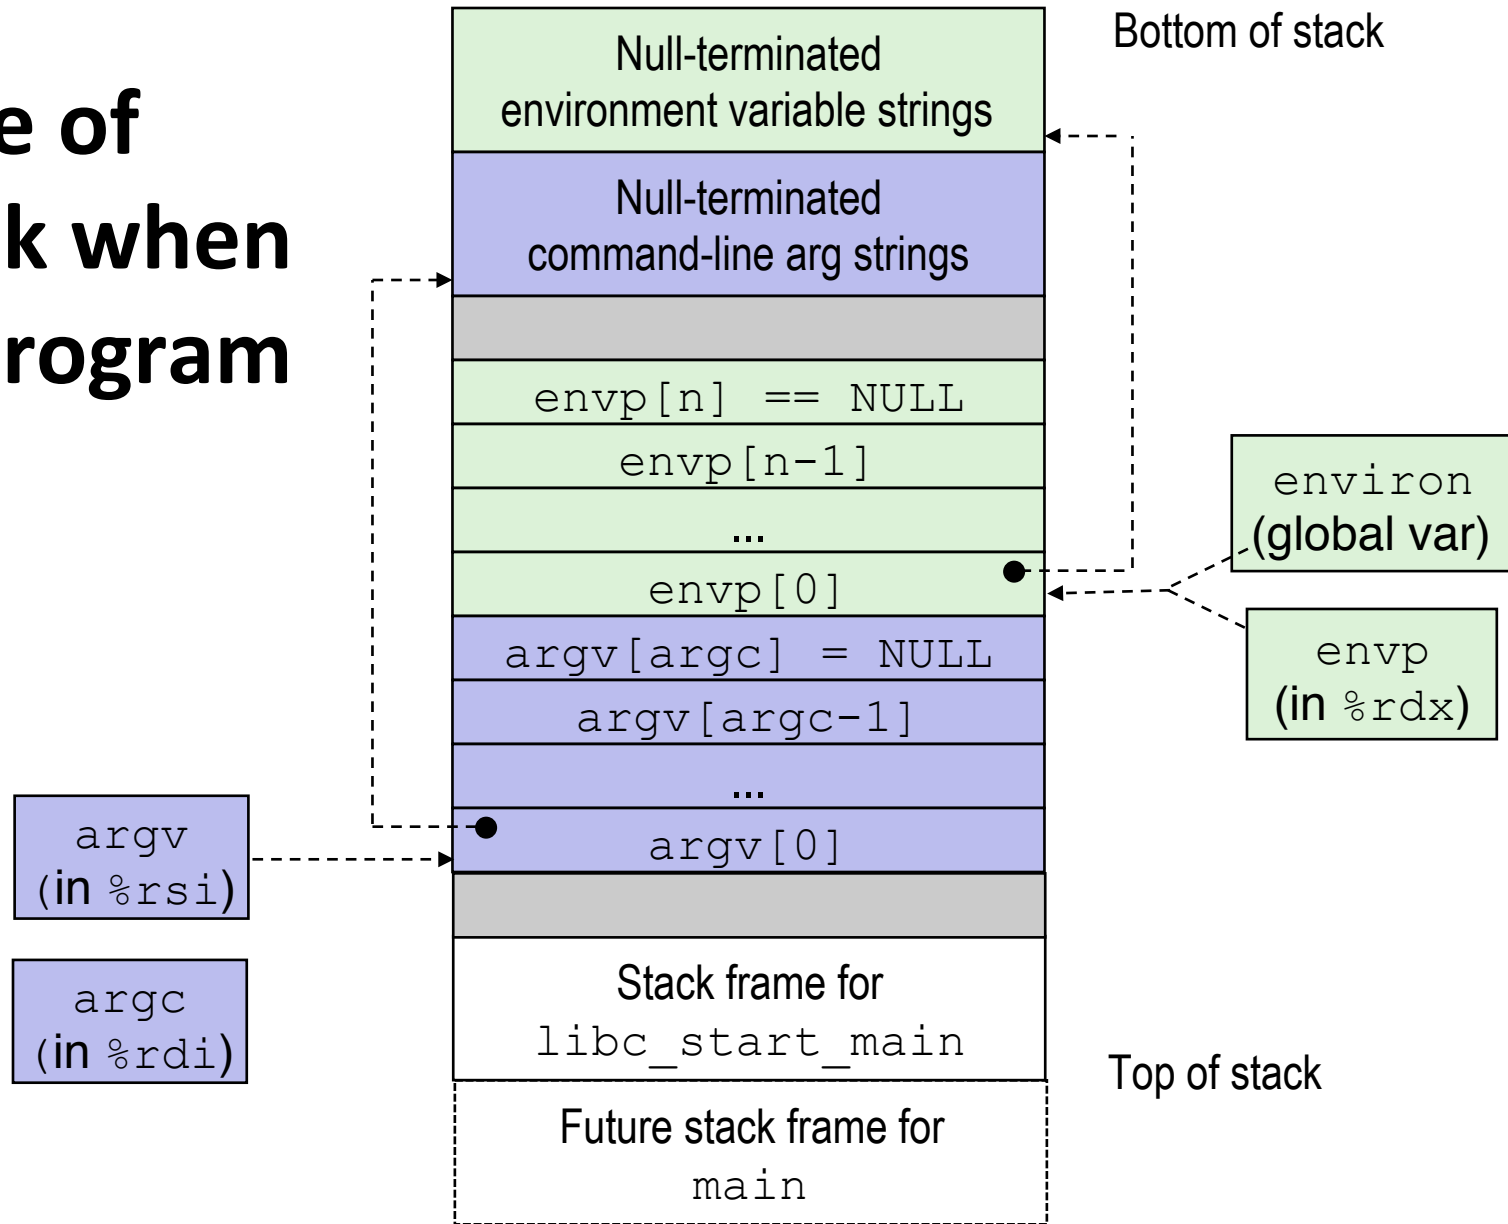 e of
k when
rogram
Bottom of stack
Null-terminated
environment variable strings
Null-terminated
command-line arg strings
envp[n] == NULL
envp[n-1]
...
envp[0]
argv[argc] = NULL
argv[argc-1]
...
argv[0]
environ
(global var)
envp
(in %rdx)
argv
(in %rsi)
argc
(in %rdi)
Stack frame for
libc_start_main
Top of stack
Future stack frame for
main